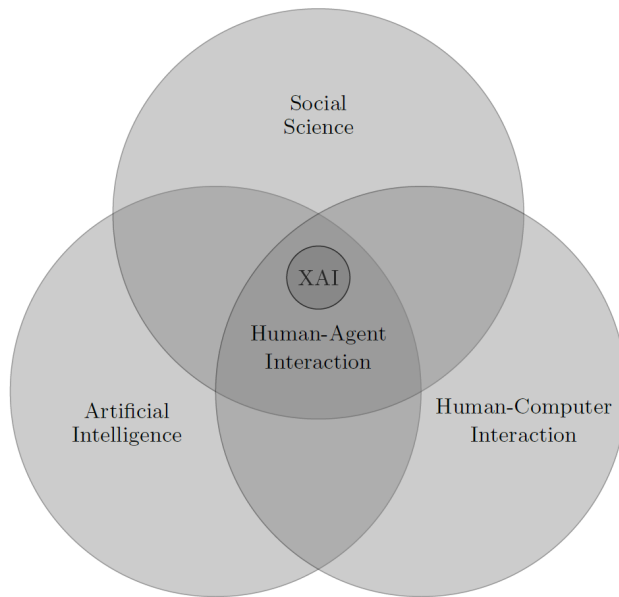 Social
Science
XAI
Human-Agent
Interaction
Artificial
Intelligence
Human-Computer
Interaction